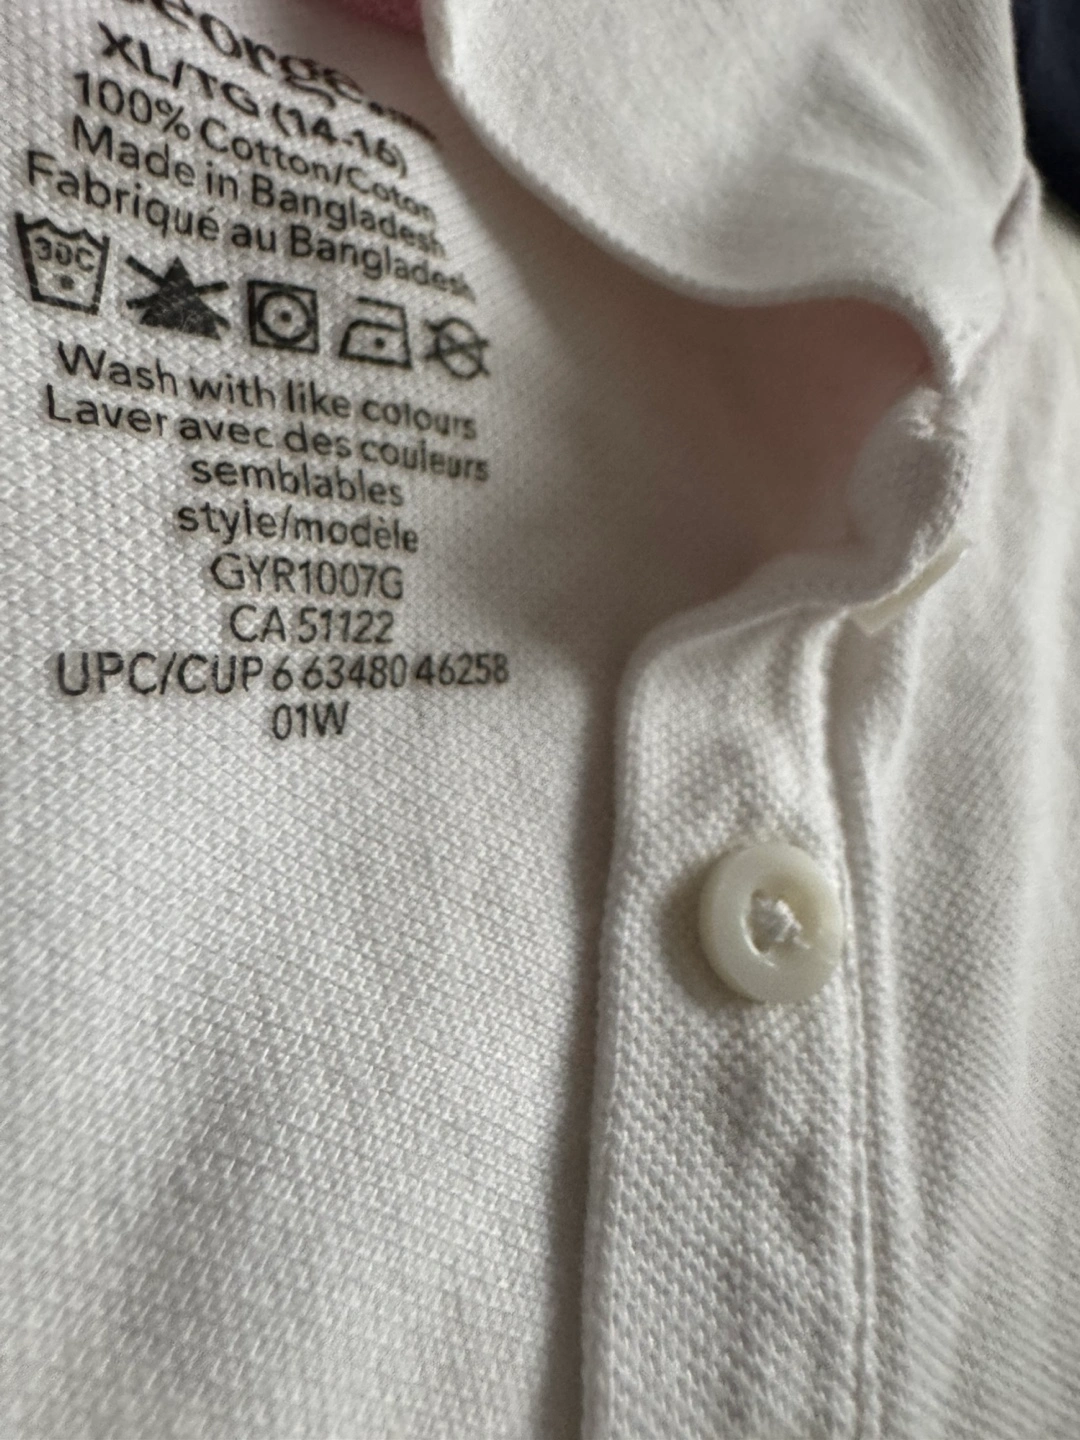 George
XL/TG (14-16)
100% Cotton/Coton
Made in Bangladesh
Fabriqué au Bangladesh
30C
Wash with like colours
Laver avec des couleurs
semblables
style/modèle
GYR1007G
CA 51122
UPC/CUP 6 63480 46258
01W